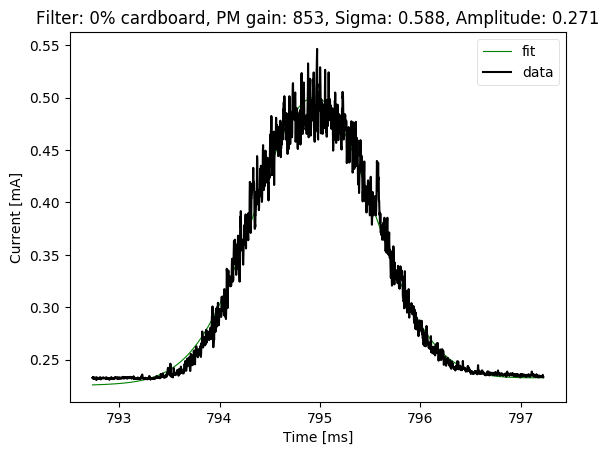 Filter: 0% cardboard, PM gain: 853, Sigma: 0.588, Amplitude: 0.271
fit
data
0.55
0.50
0.45
0.40
0.35
0.30
0.25
Current [mA]
793 794 795 796 797
Time [ms]